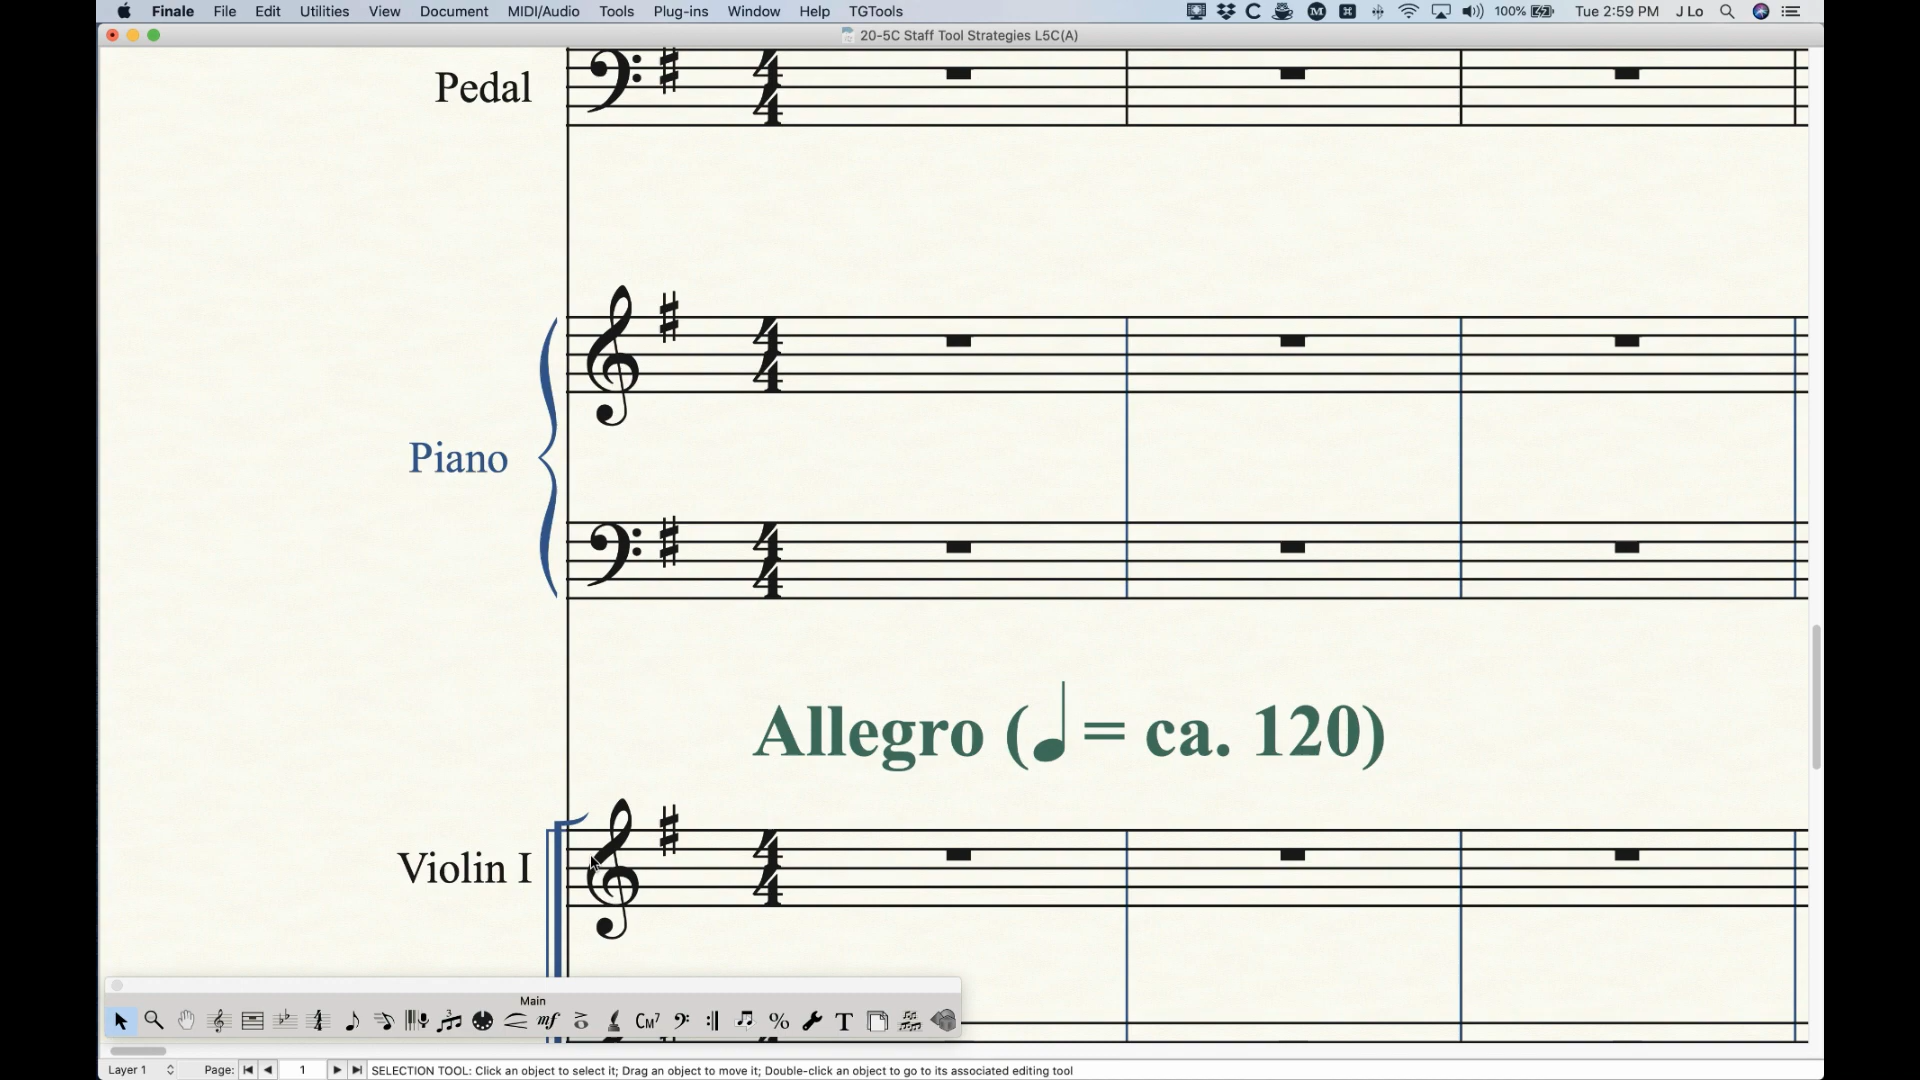 Finale File Edit Utilities View Document MIDI/Audio Tools Plug-ins Window Help TGTools 100% Tue 2:59 PM J Lo
20-5C Staff Tool Strategies L5C(A)
Pedal
Piano
Allegro (♩ = ca. 120)
Violin I
Main
mf CM7 % T
Layer 1 Page: 1 SELECTION TOOL: Click an object to select it; Drag an object to move it; Double-click an object to go to its associated editing tool